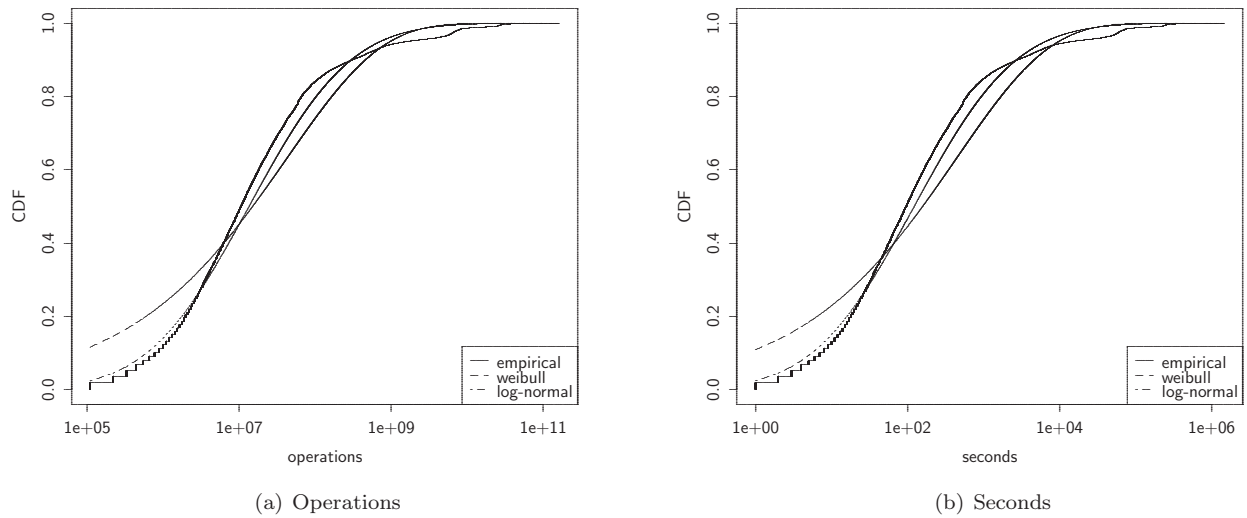 CDF
0.0
0.2
0.4
0.6
0.8
1.0
empirical
weibull
log-normal
1e+05
1e+07
1e+09
1e+11
operations
(a) Operations
CDF
0.0
0.2
0.4
0.6
0.8
1.0
empirical
weibull
log-normal
1e+00
1e+02
1e+04
1e+06
seconds
(b) Seconds